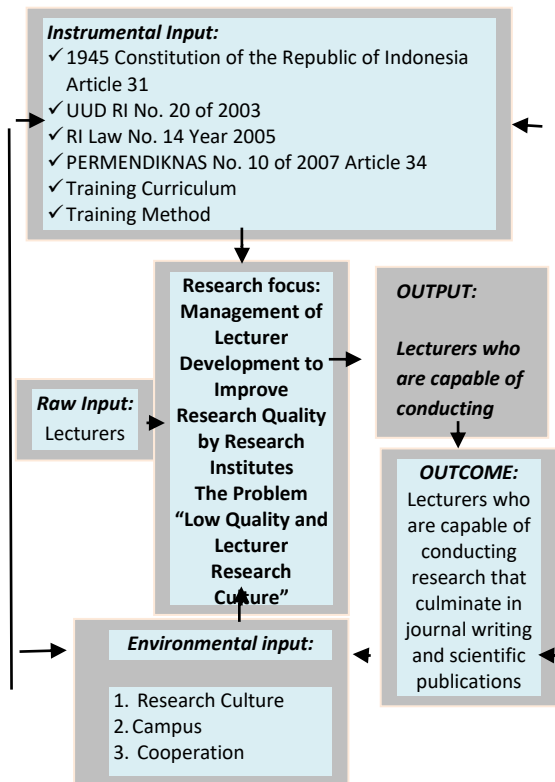 Instrumental Input:
✓ 1945 Constitution of the Republic of Indonesia
Article 31
✓ UUD RI No. 20 of 2003
✓ RI Law No. 14 Year 2005
✓ PERMENDIKNAS No. 10 of 2007 Article 34
✓ Training Curriculum
✓ Training Method
Raw Input:
Lecturers
Research focus:
Management of
Lecturer
Development to
Improve
Research Quality
by Research
Institutes
The Problem
“Low Quality and
Lecturer
Research
Culture”
OUTPUT:
Lecturers who
are capable of
conducting
OUTCOME:
Lecturers who
are capable of
conducting
research that
culminate in
journal writing
and scientific
publications
Environmental input:
1. Research Culture
2. Campus
3. Cooperation